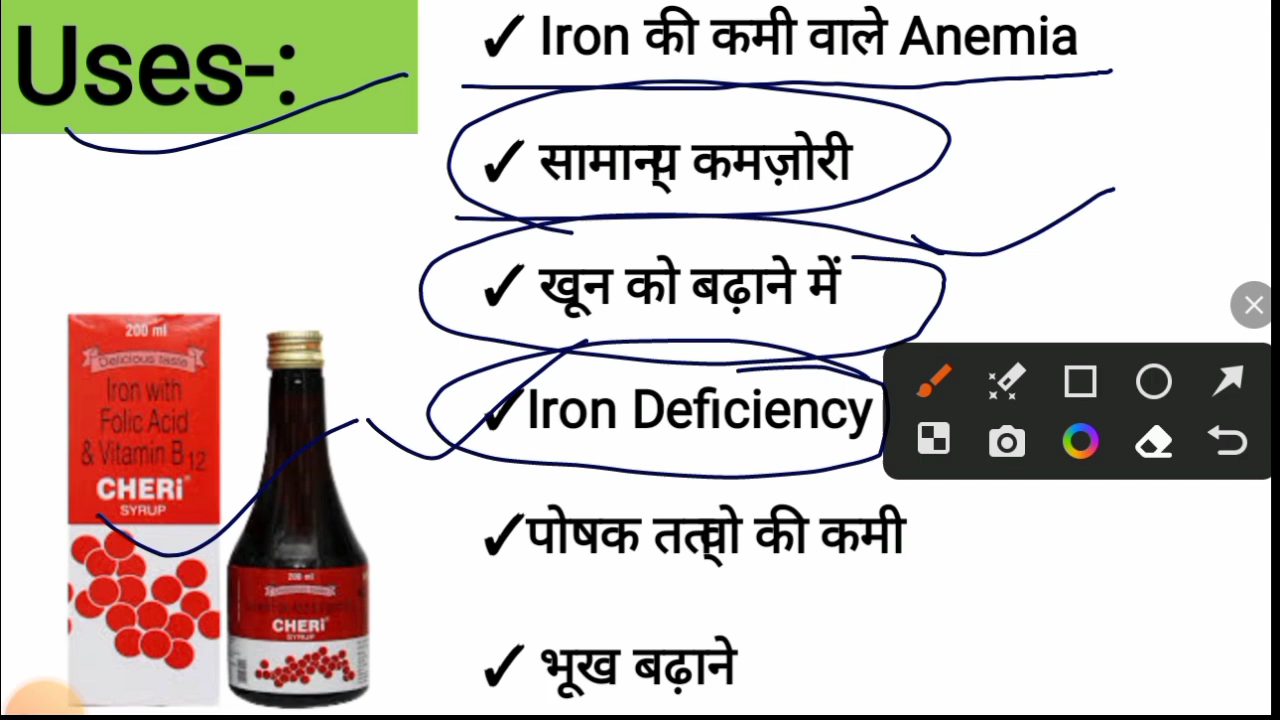 Uses-:
✓ Iron की कमी वाले Anemia
✓ सामान्य कमज़ोरी
✓ खून को बढ़ाने में
✓Iron Deficiency
✓पोषक तत्वो की कमी
✓ भूख बढ़ाने
200 ml
Delicious taste
Iron with
Folic Acid
& Vitamin B12
CHERi
SYRUP
200 ml
CHERi
SYRUP